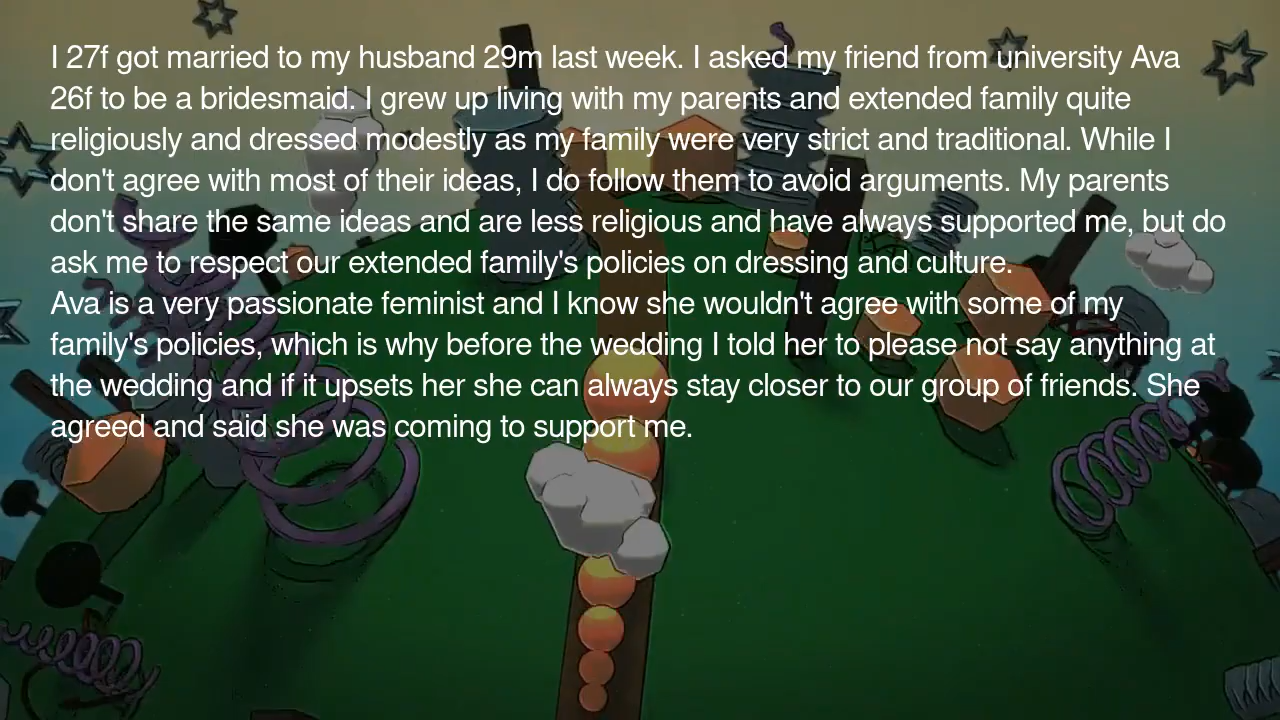 I 27f got married to my husband 29m last week. I asked my friend from university Ava
26f to be a bridesmaid. I grew up living with my parents and extended family quite
religiously and dressed modestly as my family were very strict and traditional. While I
don't agree with most of their ideas, I do follow them to avoid arguments. My parents
don't share the same ideas and are less religious and have always supported me, but do
ask me to respect our extended family's policies on dressing and culture.
Ava is a very passionate feminist and I know she wouldn't agree with some of my
family's policies, which is why before the wedding I told her to please not say anything at
the wedding and if it upsets her she can always stay closer to our group of friends. She
agreed and said she was coming to support me.